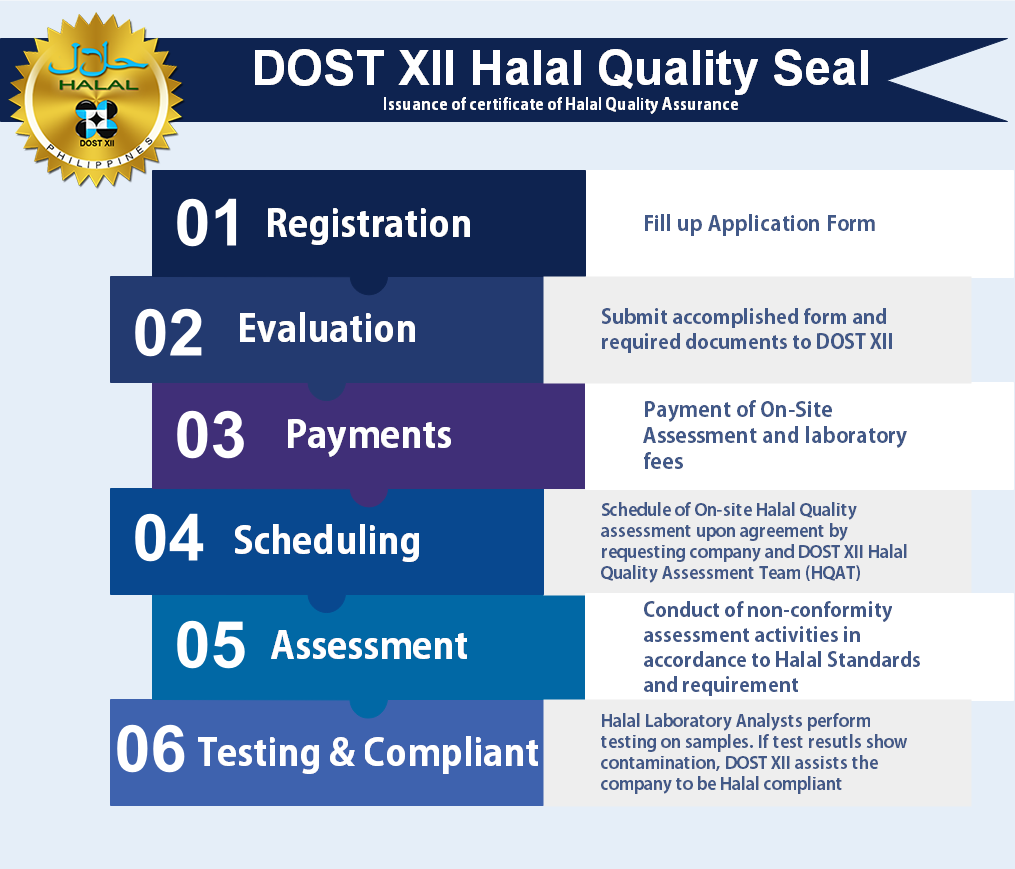 حلال
HALAL
DOST XII
PHILIPPINES
DOST XII Halal Quality Seal
Issuance of certificate of Halal Quality Assurance
01 Registration
Fill up Application Form
02 Evaluation
Submit accomplished form and
required documents to DOST XII
03 Payments
Payment of On-Site
Assessment and laboratory
fees
04 Scheduling
Schedule of On-site Halal Quality
assessment upon agreement by
requesting company and DOST XII Halal
Quality Assessment Team (HQAT)
05 Assessment
Conduct of non-conformity
assessment activities in
accordance to Halal Standards
and requirement
06 Testing & Compliant
Halal Laboratory Analysts perform
testing on samples. If test resutls show
contamination, DOST XII assists the
company to be Halal compliant